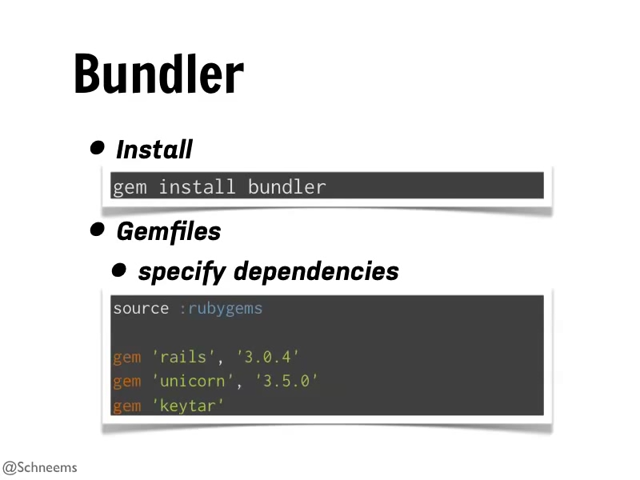 Bundler
Install
gem install bundler
Gemfiles
specify dependencies
source :rubygems
gem 'rails', '3.0.4'
gem 'unicorn', '3.5.0'
gem 'keytar'
@Schneems